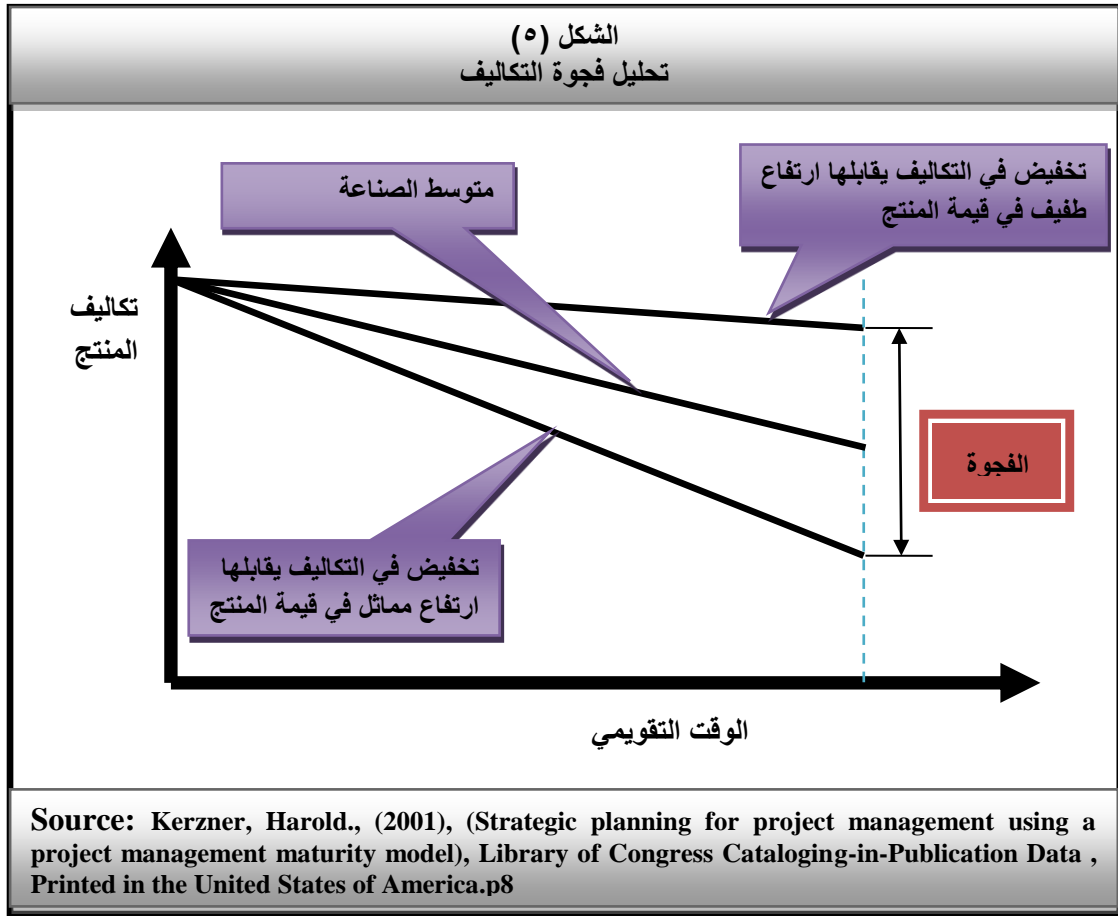 الشكل (٥)
تحليل فجوة التكاليف
تخفيض في التكاليف يقابلها ارتفاع
طفيف في قيمة المنتج
متوسط الصناعة
تكاليف
المنتج
الفجوة
تخفيض في التكاليف يقابلها
ارتفاع مماثل في قيمة المنتج
الوقت التقويمي
Source: Kerzner, Harold., (2001), (Strategic planning for project management using a
project management maturity model), Library of Congress Cataloging-in-Publication Data ,
Printed in the United States of America.p8